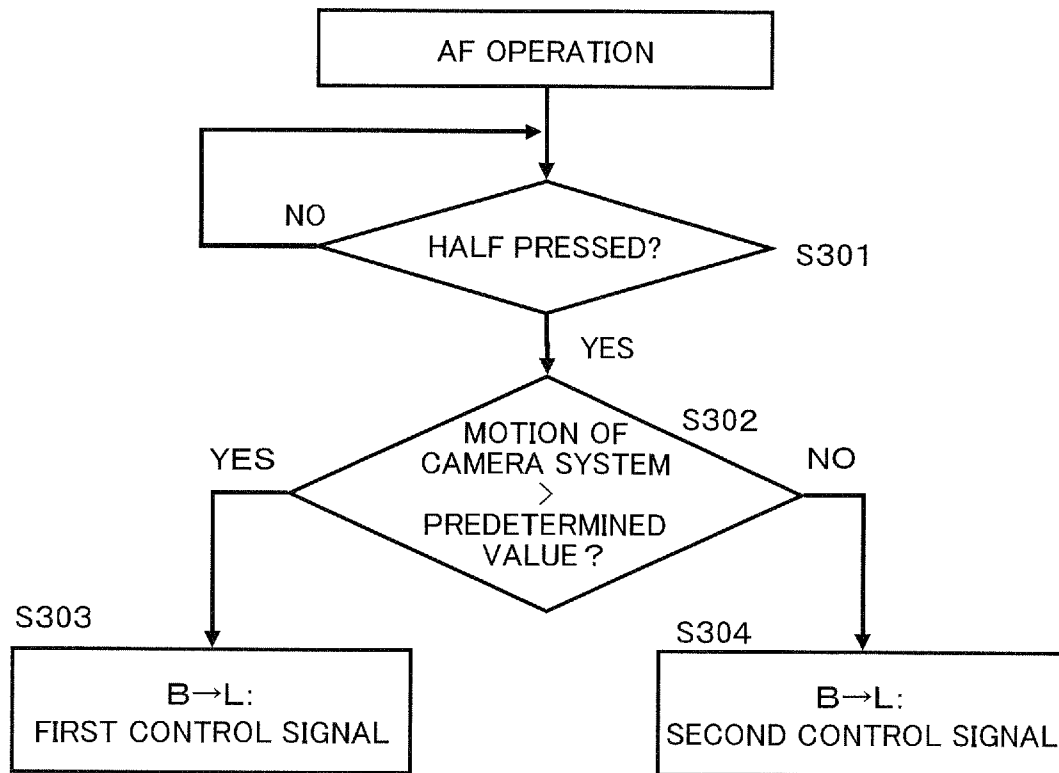 AF OPERATION
NO
HALF PRESSED?
S301
YES
S302
MOTION OF
CAMERA SYSTEM
>
PREDETERMINED
VALUE?
YES
NO
S303
B→L:
FIRST CONTROL SIGNAL
S304
B→L:
SECOND CONTROL SIGNAL